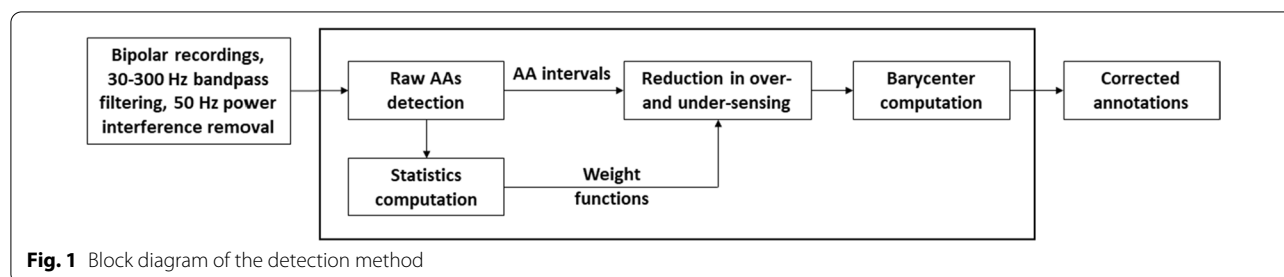 Bipolar recordings,
30-300 Hz bandpass
filtering, 50 Hz power
interference removal
Raw AAs
detection
AA intervals
Reduction in over-
and under-sensing
Barycenter
computation
Corrected
annotations
Statistics
computation
Weight
functions
Fig. 1 Block diagram of the detection method